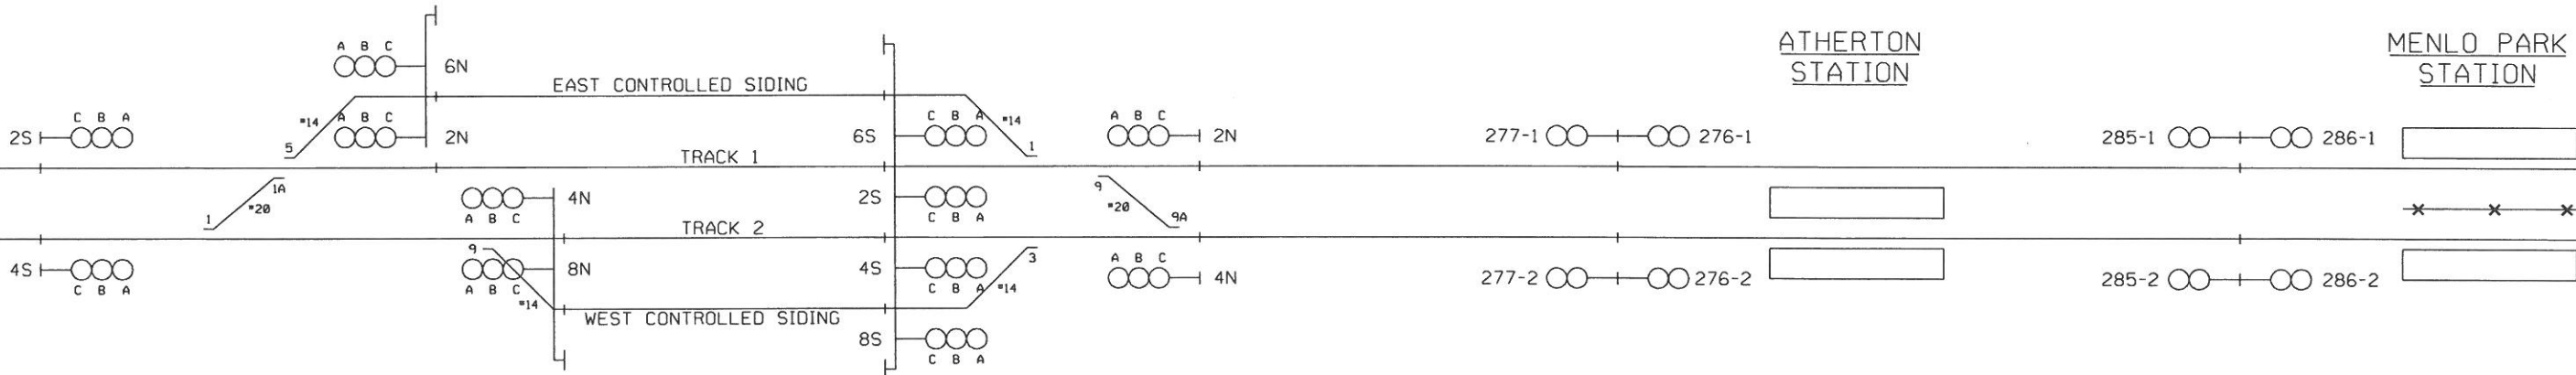 ATHERTON
STATION
MENLO PARK
STATION
A B C
6N
EAST CONTROLLED SIDING
2S
C B A
#14
A B C
5
2N
6S
C B A
#14
1
A B C
2N
277-1
276-1
285-1
286-1
TRACK 1
1A
#20
1
4N
A B C
2S
C B A
9
#20
9A
TRACK 2
4S
C B A
9
8N
A B C
#14
4S
C B A
3
#14
A B C
4N
277-2
276-2
285-2
286-2
WEST CONTROLLED SIDING
8S
C B A